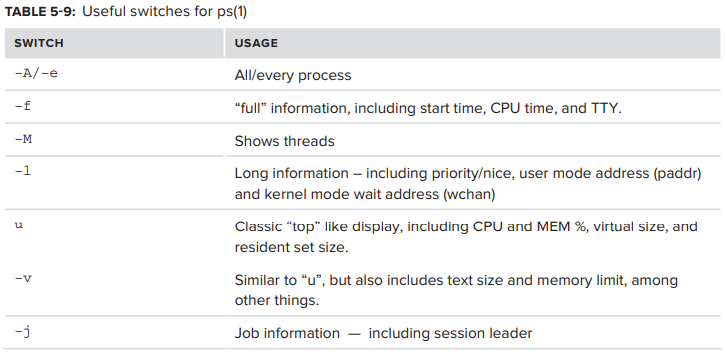 TABLE 5-9: Useful switches for ps(1)
SWITCH USAGE
-A/-e All/every process
-f “full” information, including start time, CPU time, and TTY.
-M Shows threads
-l Long information – including priority/nice, user mode address (paddr)
and kernel mode wait address (wchan)
u Classic “top” like display, including CPU and MEM %, virtual size, and
resident set size.
-v Similar to “u”, but also includes text size and memory limit, among
other things.
-j Job information — including session leader